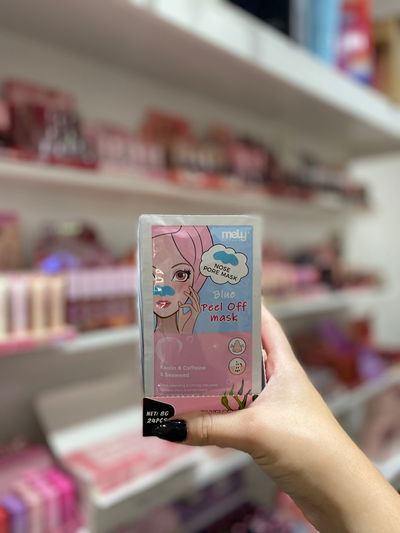 mely
NOSE
PORE MASK
Blue
Peel Off
mask
Kaolin & Caffeine
& Seaweed
NET: 8G
24PCS